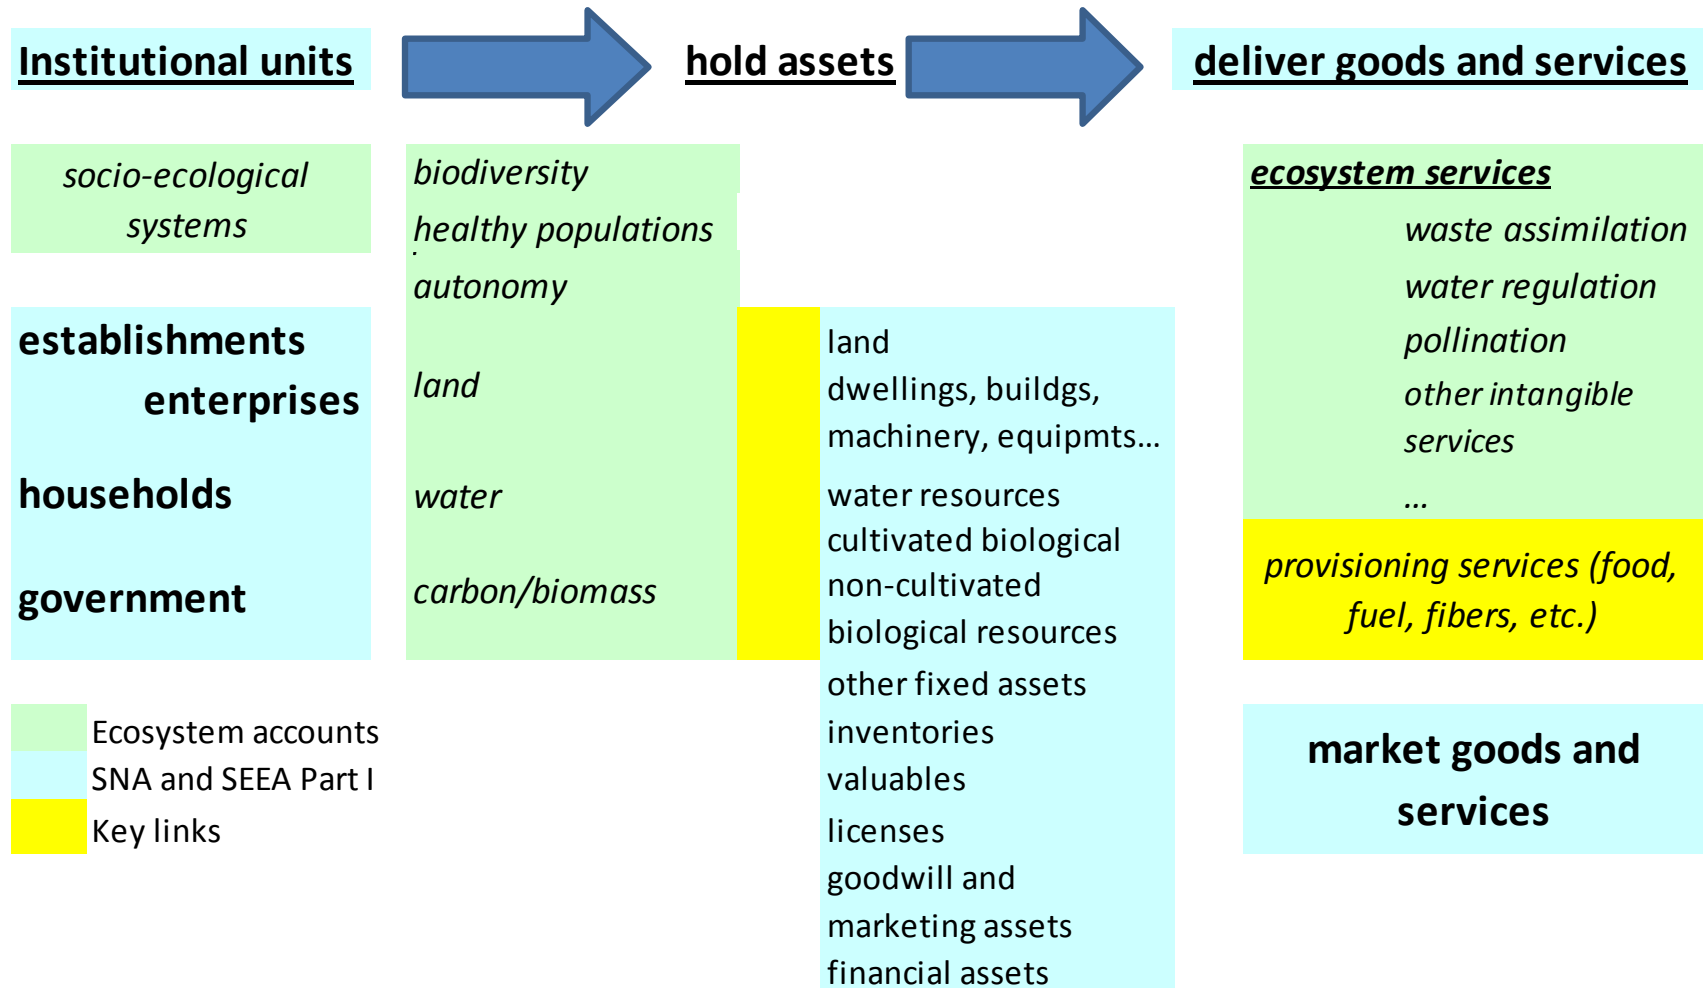 Institutional units
hold assets
deliver goods and services
socio-ecological
systems
establishments
enterprises
households
government
biodiversity
healthy populations
autonomy
land
water
carbon/biomass
land
dwellings, buildgs,
machinery, equipmts…
water resources
cultivated biological
non-cultivated
biological resources
other fixed assets
inventories
valuables
licenses
goodwill and
marketing assets
financial assets
ecosystem services
waste assimilation
water regulation
pollination
other intangible
services
…
provisioning services (food,
fuel, fibers, etc.)
market goods and
services
Ecosystem accounts
SNA and SEEA Part I
Key links